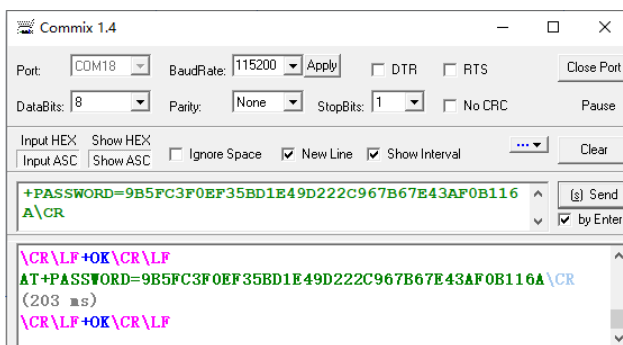 Commix 1.4
Port: COM18 BaudRate: 115200 Apply DTR RTS Close Port
DataBits: 8 Parity: None StopBits: 1 No CRC Pause
Input HEX Show HEX
Input ASC Show ASC Ignore Space New Line Show Interval ... Clear
+PASSWORD=9B5FC3F0EF35BD1E49D222C967B67E43AF0B116 (s) Send
A\CR by Enter
\CR\LF+OK\CR\LF
AT+PASSWORD=9B5FC3F0EF35BD1E49D222C967B67E43AF0B116A\CR
(203 ms)
\CR\LF+OK\CR\LF